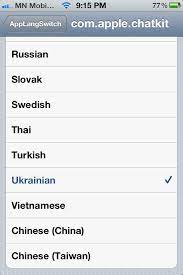 MN Mobi... 9:15 PM 77%
AppLangSwitch com.apple.chatkit
Russian
Slovak
Swedish
Thai
Turkish
Ukrainian
Vietnamese
Chinese (China)
Chinese (Taiwan)